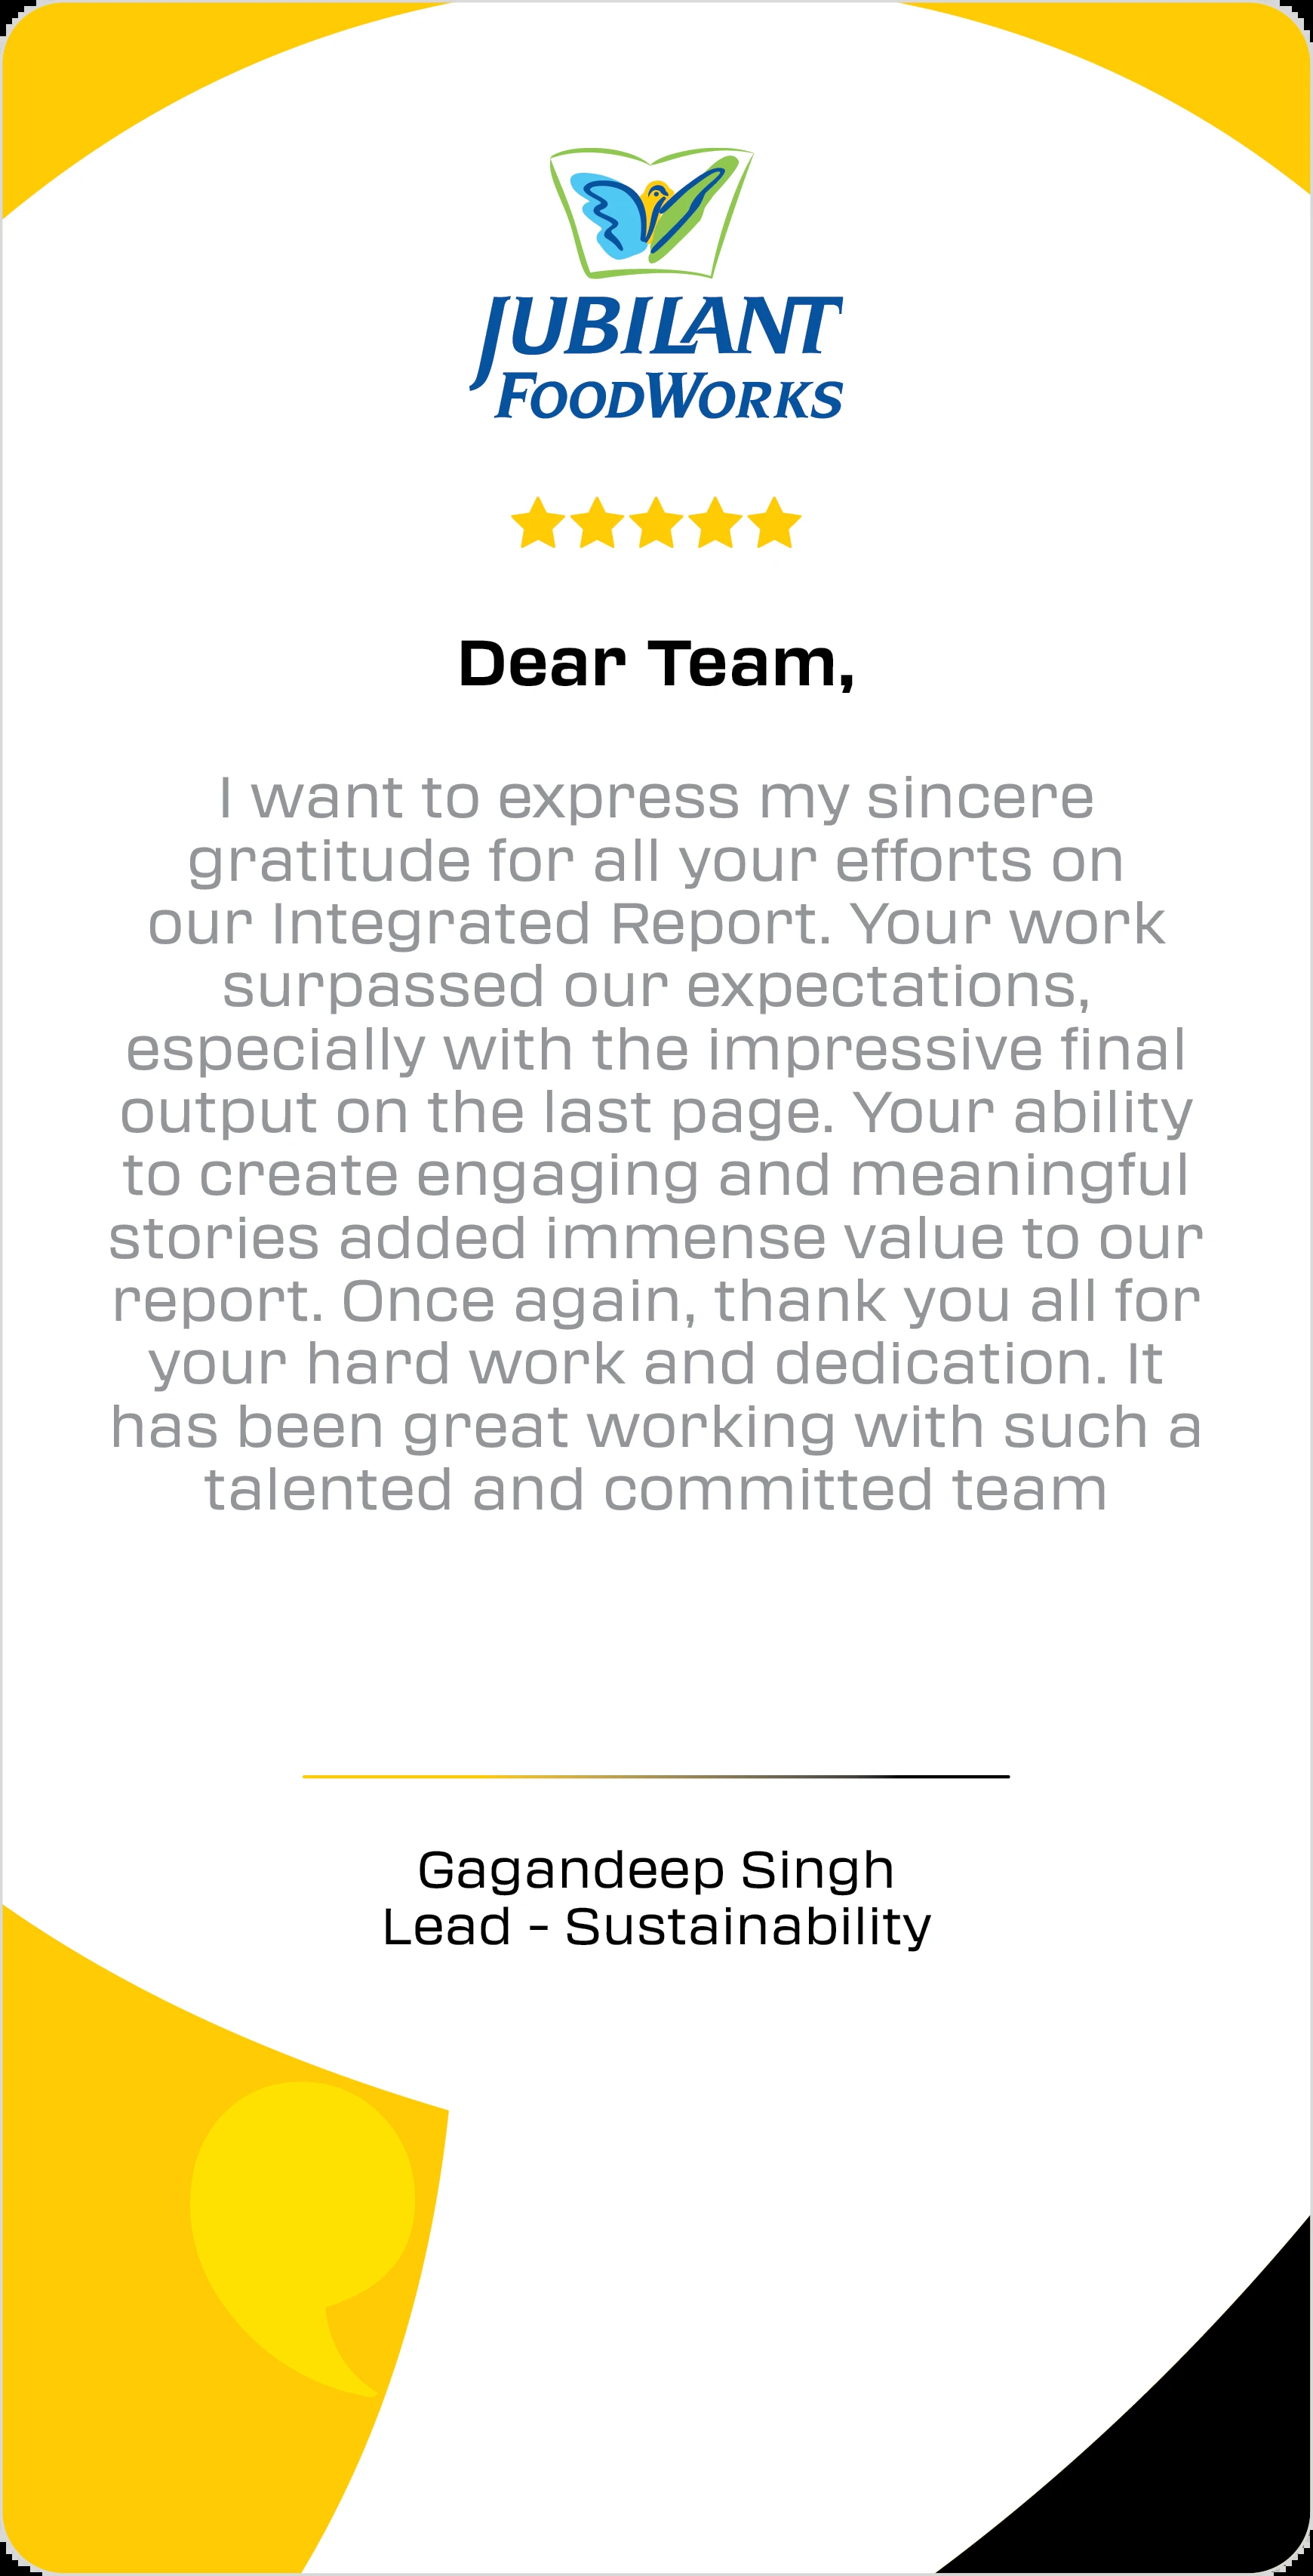 JUBILANT
FOODWORKS
Dear Team,
I want to express my sincere
gratitude for all your efforts on
our Integrated Report. Your work
surpassed our expectations,
especially with the impressive final
output on the last page. Your ability
to create engaging and meaningful
stories added immense value to our
report. Once again, thank you all for
your hard work and dedication. It
has been great working with such a
talented and committed team
Gagandeep Singh
Lead - Sustainability